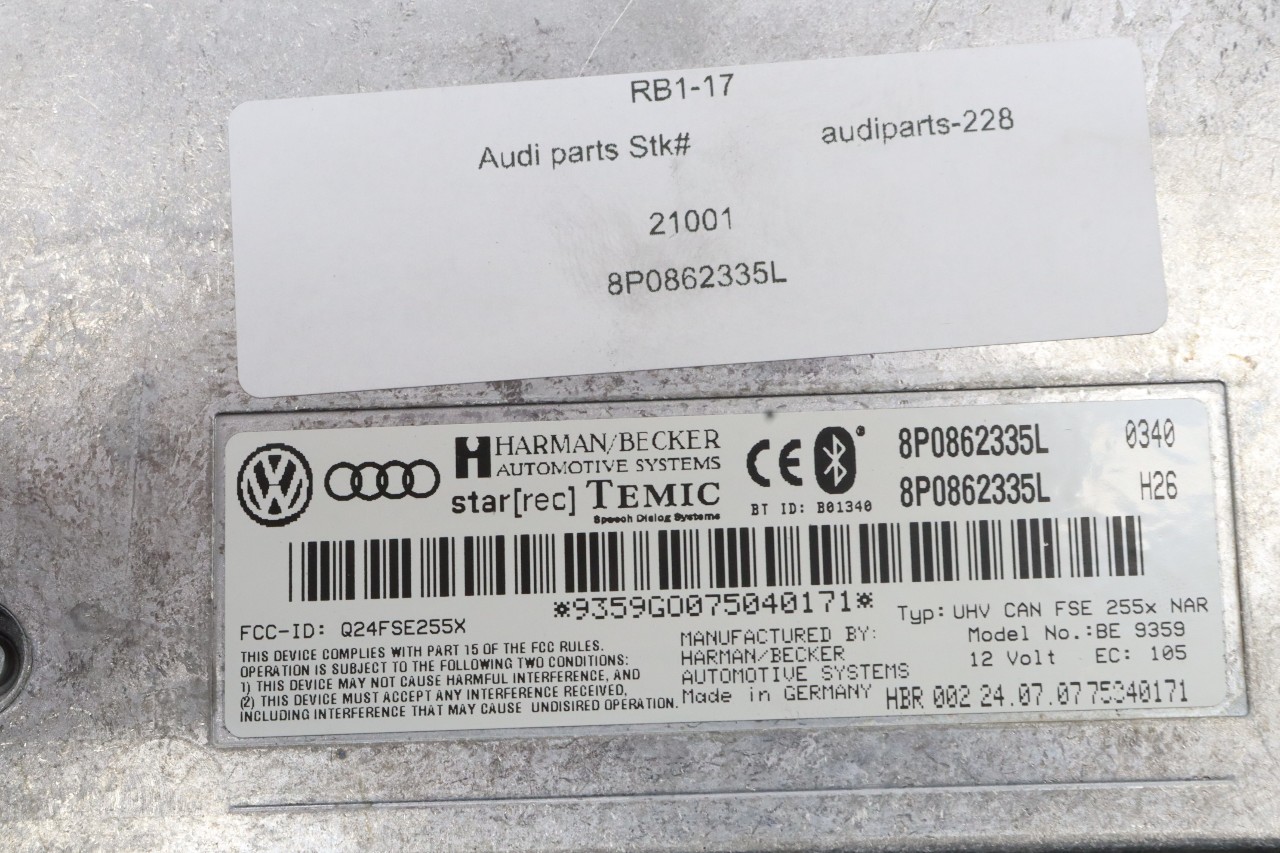 RB1-17
Audi parts Stk# audiparts-228
21001
8P0862335L
HARMAN/BECKER
AUTOMOTIVE SYSTEMS
star[rec] TEMIC
Speech Dialog Systems
CE
BT ID: B01340
8P0862335L 0340
8P0862335L H26
*9359G0075040171*
FCC-ID: Q24FSE255X
THIS DEVICE COMPLIES WITH PART 15 OF THE FCC RULES.
OPERATION IS SUBJECT TO THE FOLLOWING TWO CONDITIONS:
1) THIS DEVICE MAY NOT CAUSE HARMFUL INTERFERENCE, AND
(2) THIS DEVICE MUST ACCEPT ANY INTERFERENCE RECEIVED,
INCLUDING INTERFERENCE THAT MAY CAUSE UNDISIRED OPERATION.
MANUFACTURED BY:
HARMAN/BECKER
AUTOMOTIVE SYSTEMS
Made in GERMANY
Typ: UHV CAN FSE 255x NAR
Model No.:BE 9359
12 Volt EC: 105
HBR 002 24.07.07 75040171